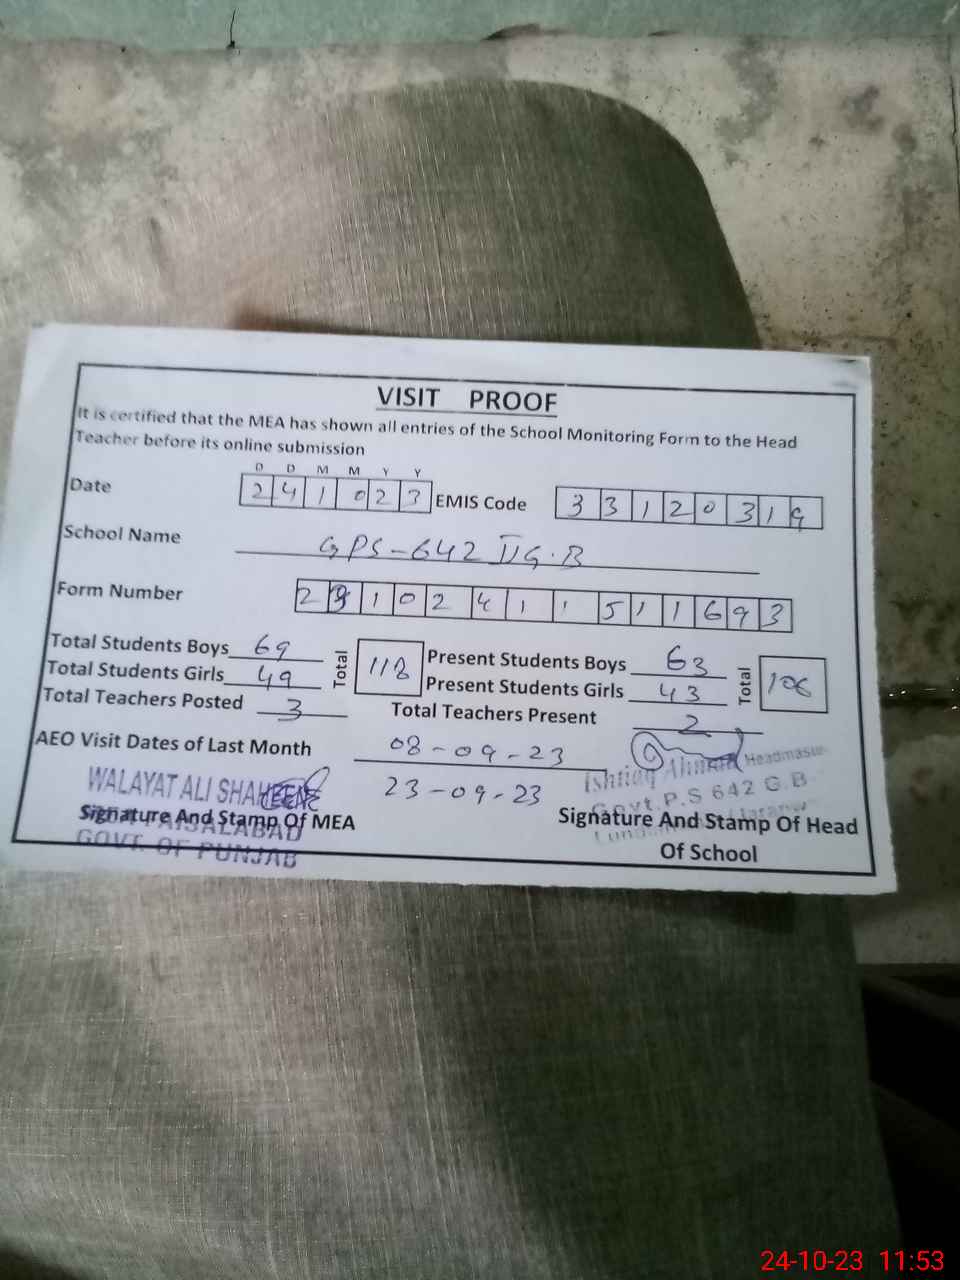 VISIT PROOF
It is certified that the MEA has shown all entries of the School Monitoring Form to the Head
Teacher before its online submission
D D M M Y Y
Date 2 4 1 0 2 3 EMIS Code 3 3 1 2 0 3 1 9
School Name GPS-642 II G.B
Form Number 2 3 1 0 2 4 1 1 5 1 1 6 9 3
Total Students Boys 69 Total 118 Present Students Boys 63 Total 106
Total Students Girls 49 Present Students Girls 43
Total Teachers Posted 3 Total Teachers Present 2
AEO Visit Dates of Last Month 08-09-23
23-09-23
WALAYAT ALI SHAHEEN
Signature And Stamp Of MEA
FAISALABAD
GOVT. OF PUNJAB
Ishtiaq Ahmad Headmaster
Govt. P.S 642 G.B
Signature And Stamp Of Head
Of School
24-10-23 11:53